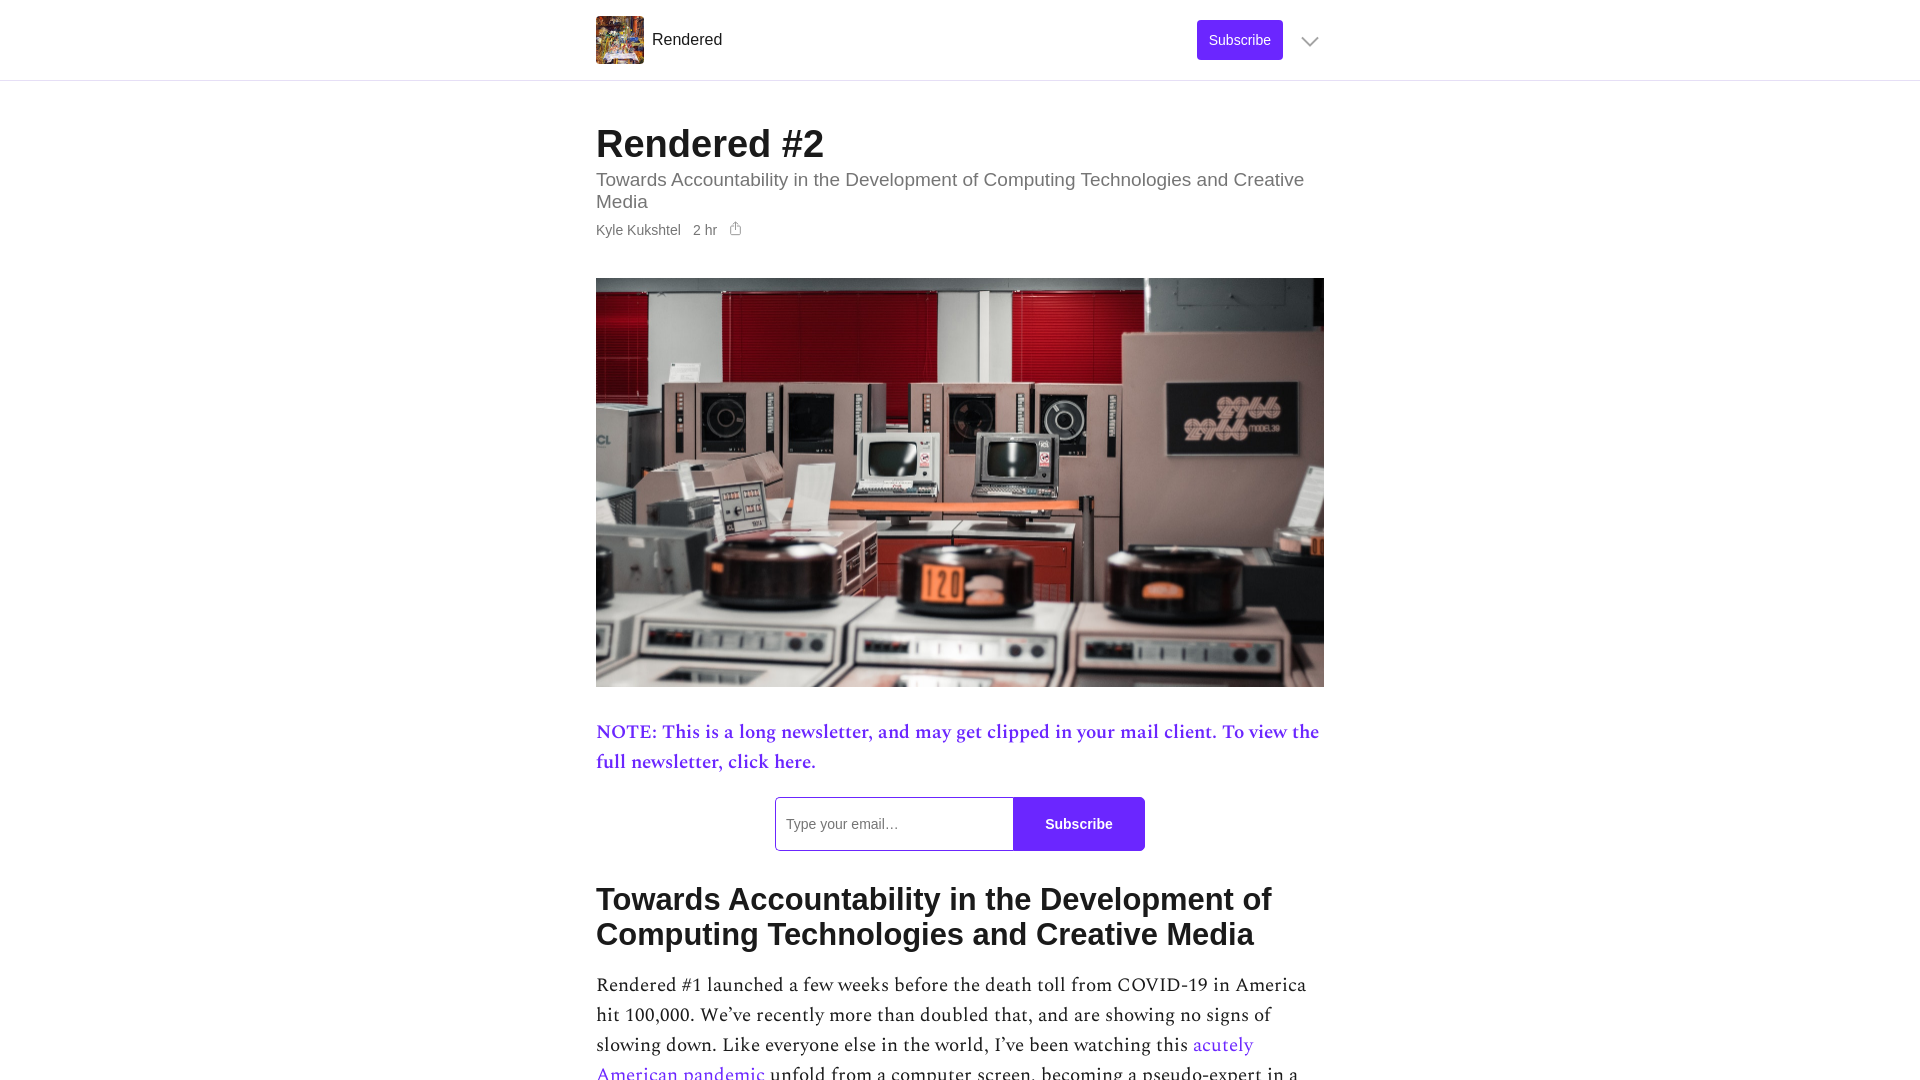 Rendered
Subscribe
Rendered #2
Towards Accountability in the Development of Computing Technologies and Creative
Media
Kyle Kukshtel 2 hr
2966
2966 MODEL 39
120
NOTE: This is a long newsletter, and may get clipped in your mail client. To view the
full newsletter, click here.
Type your email…
Subscribe
Towards Accountability in the Development of
Computing Technologies and Creative Media
Rendered #1 launched a few weeks before the death toll from COVID-19 in America
hit 100,000. We’ve recently more than doubled that, and are showing no signs of
slowing down. Like everyone else in the world, I’ve been watching this acutely
American pandemic unfold from a computer screen, becoming a pseudo-expert in a